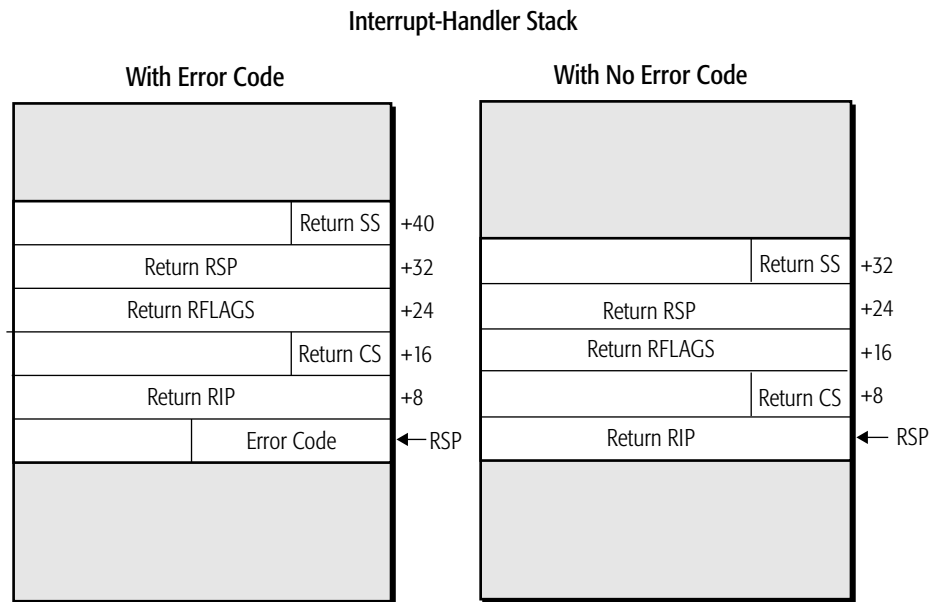 Interrupt-Handler Stack
With Error Code
Return SS +40
Return RSP +32
Return RFLAGS +24
Return CS +16
Return RIP +8
Error Code RSP
With No Error Code
Return SS +32
Return RSP +24
Return RFLAGS +16
Return CS +8
Return RIP RSP